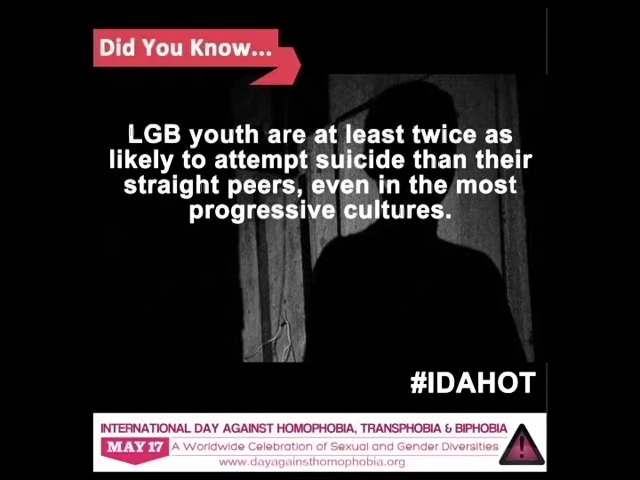 Did You Know...
LGB youth are at least twice as
likely to attempt suicide than their
straight peers, even in the most
progressive cultures.
#IDAHOT
INTERNATIONAL DAY AGAINST HOMOPHOBIA, TRANSPHOBIA & BIPHOBIA
MAY 17 A Worldwide Celebration of Sexual and Gender Diversities
www.dayagainsthomophobia.org